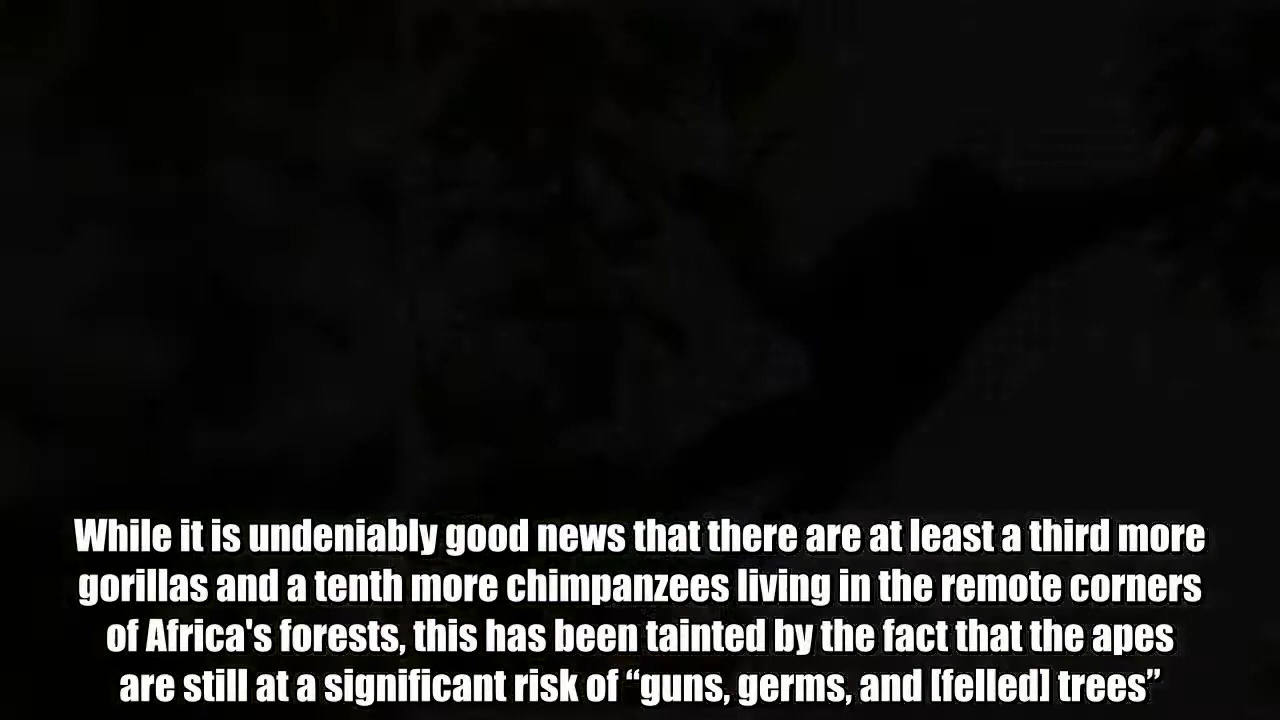 While it is undeniably good news that there are at least a third more
gorillas and a tenth more chimpanzees living in the remote corners
of Africa's forests, this has been tainted by the fact that the apes
are still at a significant risk of “guns, germs, and [felled] trees”